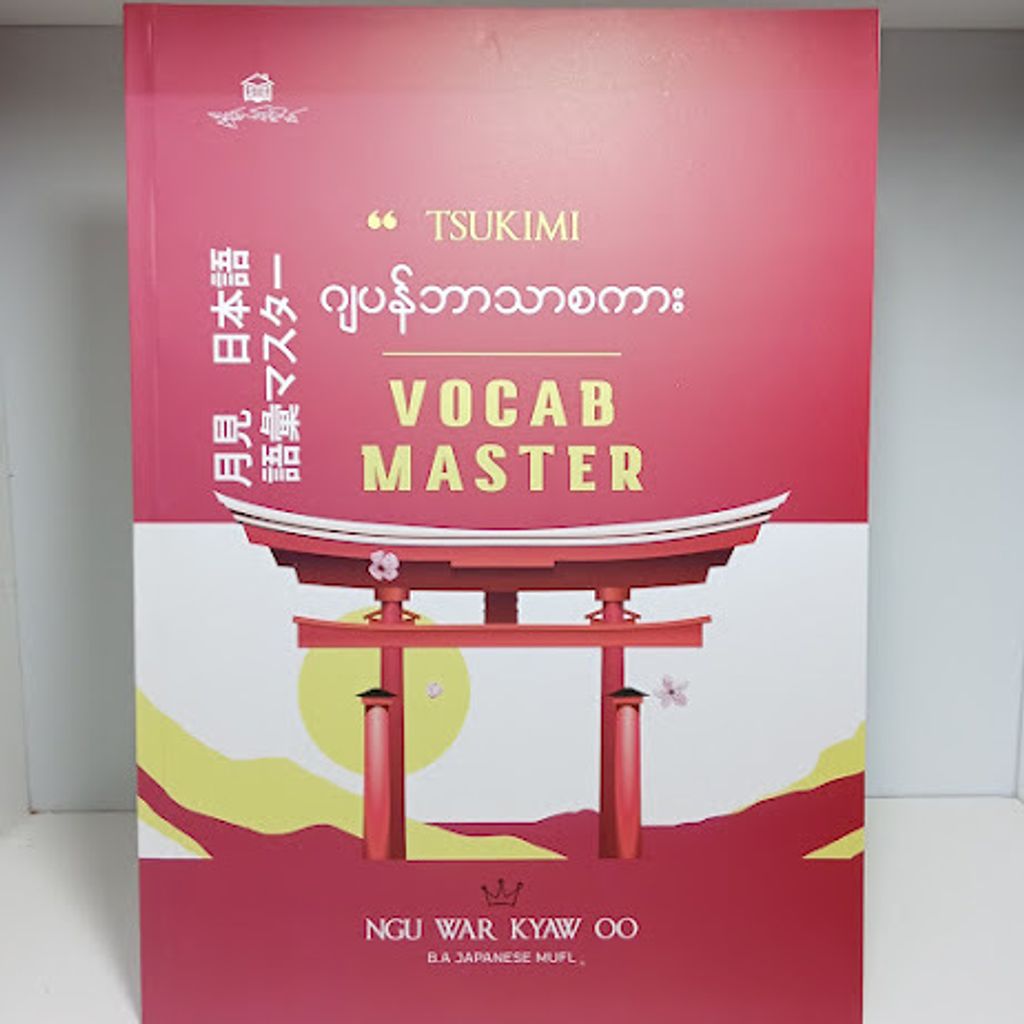 TSUKIMI
ဂျပန်ဘာသာစကား
VOCAB
MASTER
月見 日本語
語彙マスター
NGU WAR KYAW OO
B.A JAPANESE MUFL